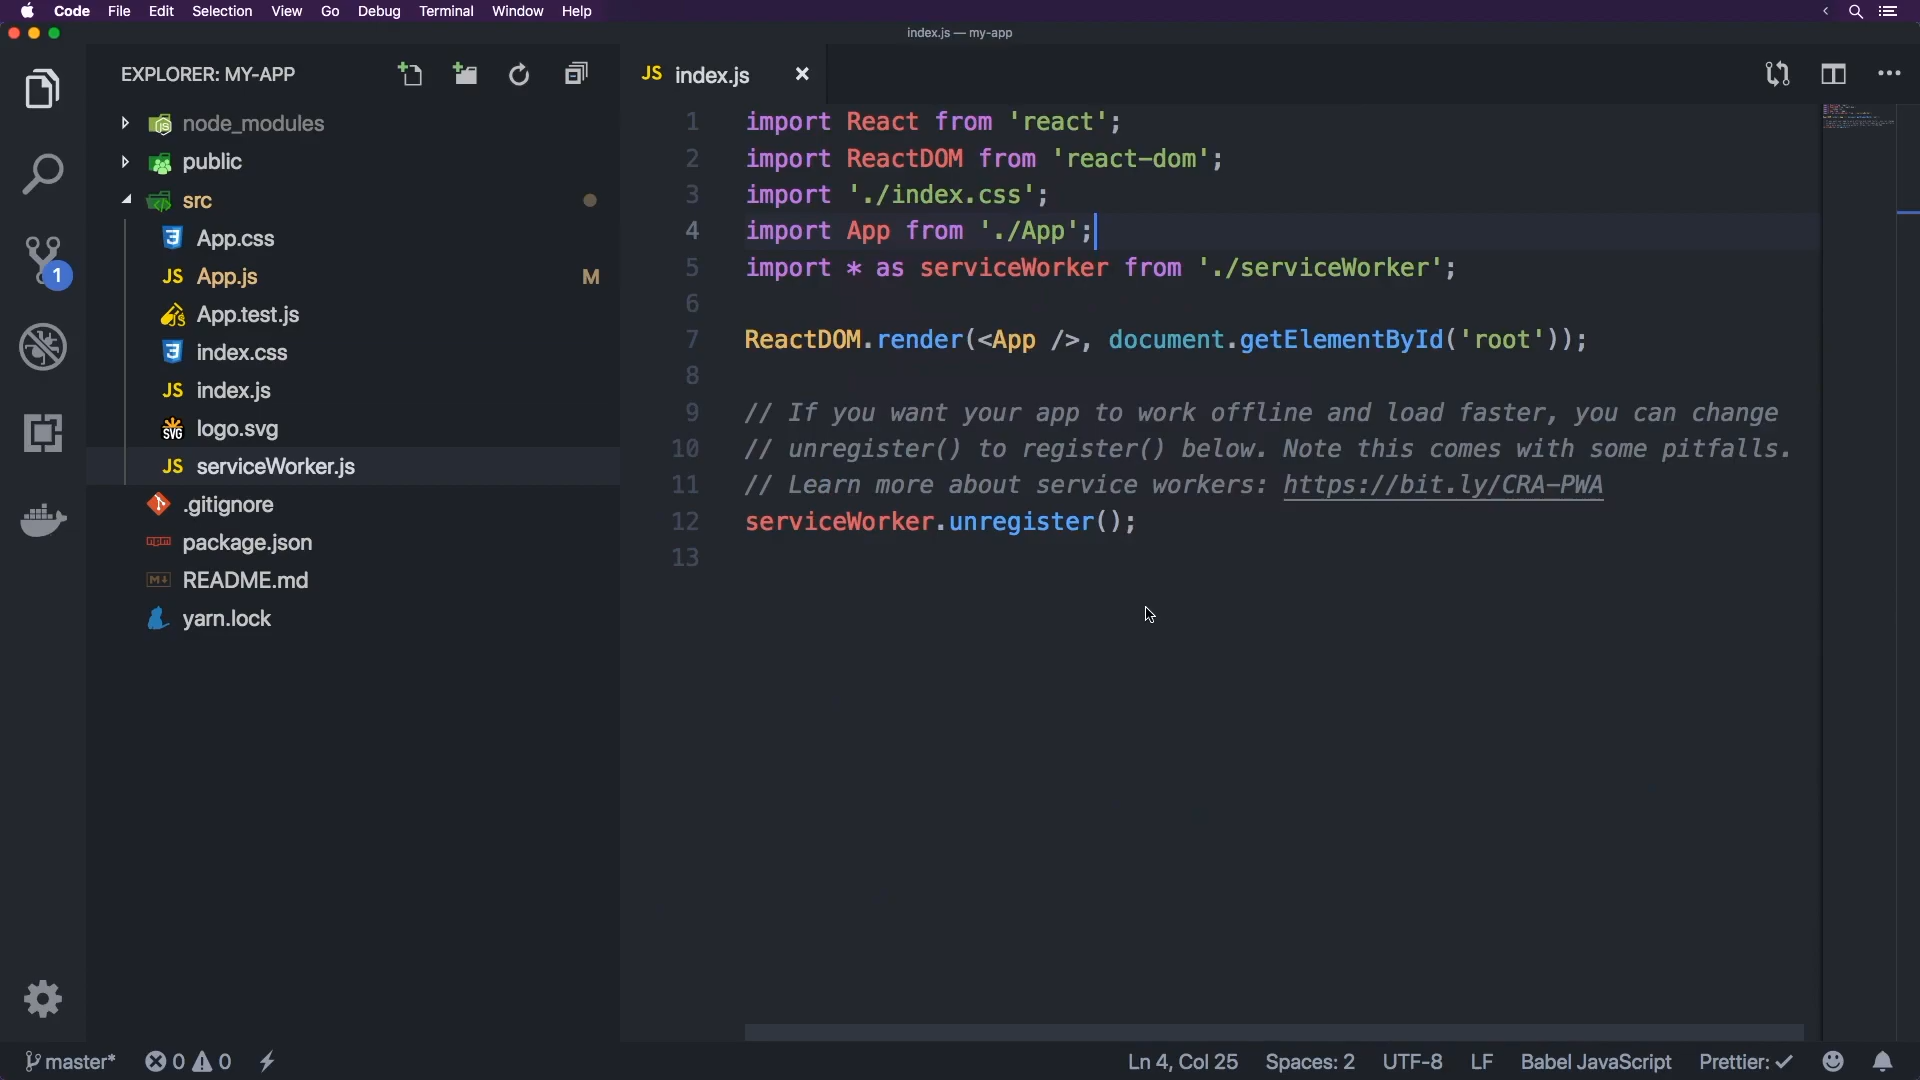 Code File Edit Selection View Go Debug Terminal Window Help
index.js — my-app
EXPLORER: MY-APP
node_modules
public
src
App.css
JS App.js M
App.test.js
index.css
JS index.js
SVG logo.svg
JS serviceWorker.js
.gitignore
package.json
README.md
yarn.lock
1
JS index.js
1 import React from 'react';
2 import ReactDOM from 'react-dom';
3 import './index.css';
4 import App from './App';
5 import * as serviceWorker from './serviceWorker';
6
7 ReactDOM.render(<App />, document.getElementById('root'));
8
9 // If you want your app to work offline and load faster, you can change
10 // unregister() to register() below. Note this comes with some pitfalls.
11 // Learn more about service workers: https://bit.ly/CRA-PWA
12 serviceWorker.unregister();
13
master* 0 0 Ln 4, Col 25 Spaces: 2 UTF-8 LF Babel JavaScript Prettier: ✓